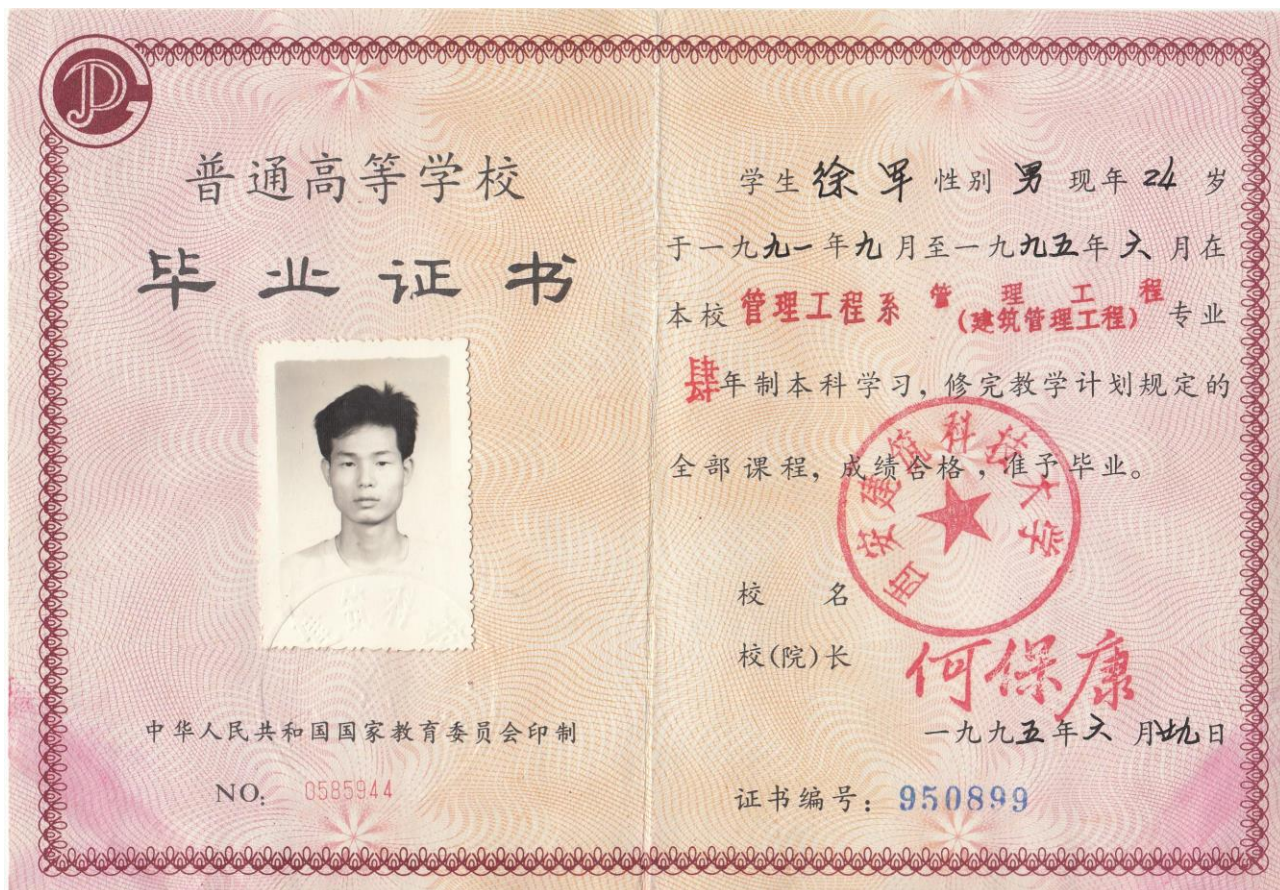 普通高等学校
毕业证书
中华人民共和国国家教育委员会印制
NO: 0585944
学生 徐军 性别 男 现年 24 岁
于一九九一年九月至一九九五年六月在
本校 管理工程系 管理工程 (建筑管理工程) 专业
肆年制本科学习, 修完教学计划规定的
全部课程, 成绩合格, 准予毕业。
西安建筑科技大学
校 名
校(院)长 何保康
一九九五年六月廿九日
证书编号: 950899